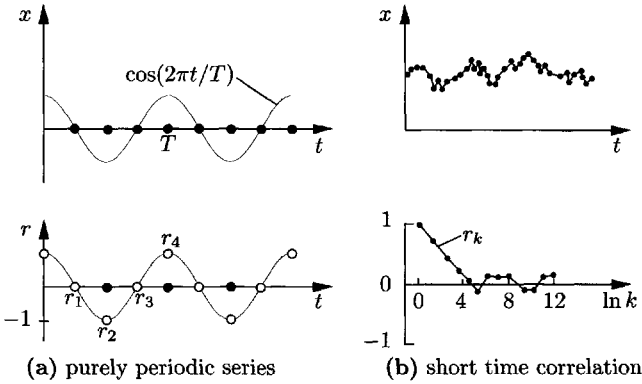 x
cos(2πt/T)
T
t
x
t
r
r₁
r₂
r₃
r₄
−1
t
1
0
−1
r_k
0 4 8 12 ln k
(a) purely periodic series
(b) short time correlation